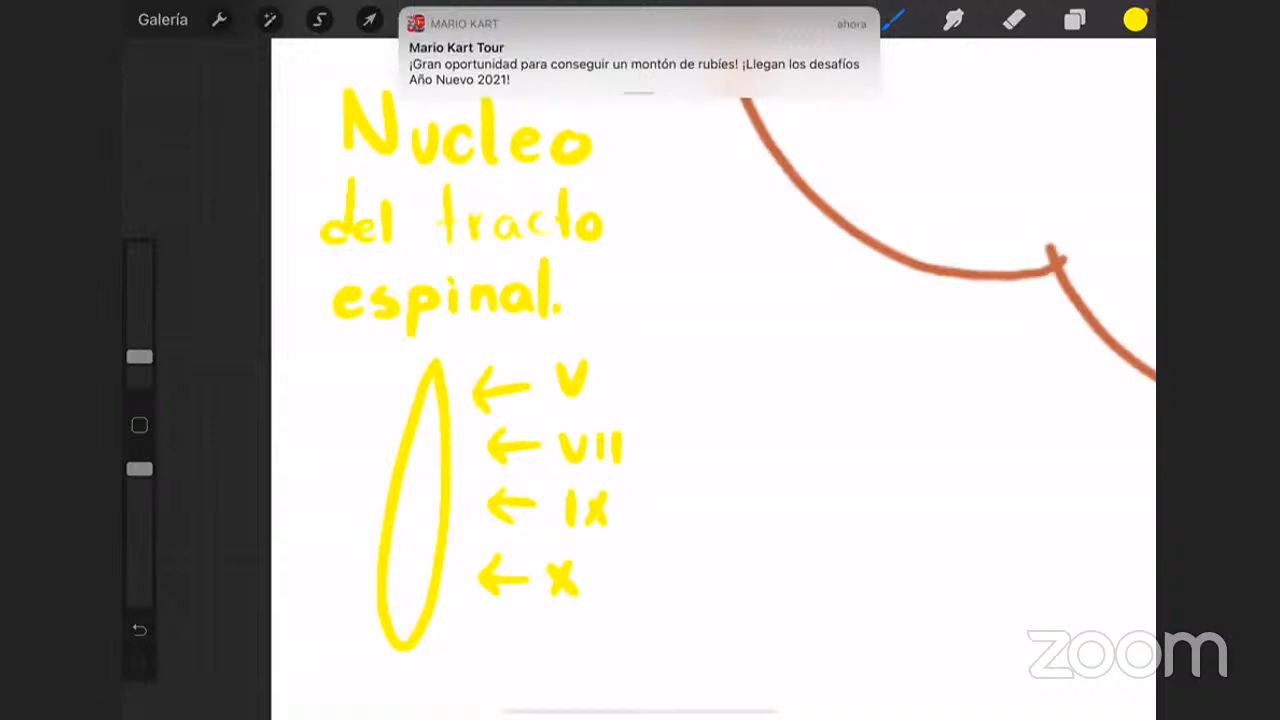 Galería
MARIO KART
ahora
Mario Kart Tour
¡Gran oportunidad para conseguir un montón de rubíes! ¡Llegan los desafíos
Año Nuevo 2021!
Nucleo
del tracto
espinal.
← V
← VII
← IX
← X
zoom